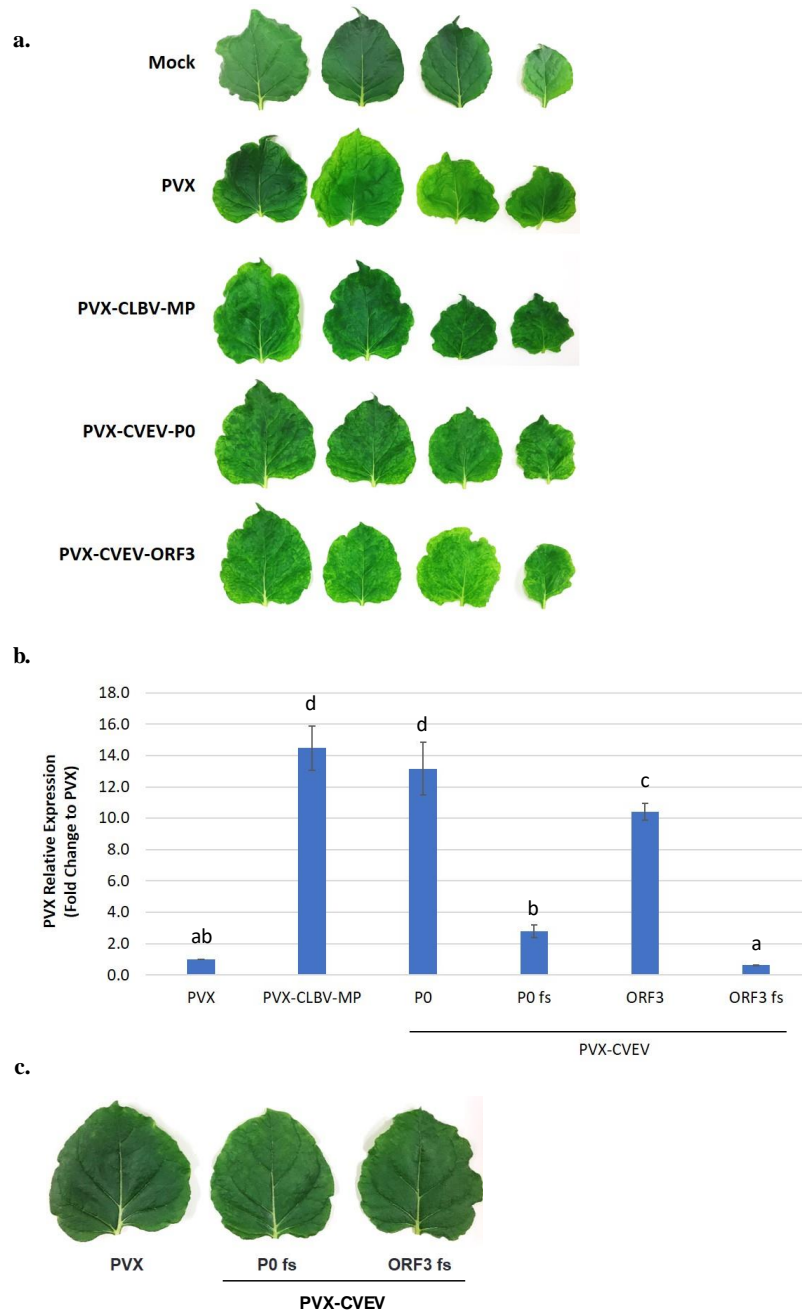 a.
Mock
PVX
PVX-CLBV-MP
PVX-CVEV-P0
PVX-CVEV-ORF3
b.
PVX Relative Expression
(Fold Change to PVX)
18.0
16.0
14.0
12.0
10.0
8.0
6.0
4.0
2.0
0.0
ab
d
d
b
c
a
PVX
PVX-CLBV-MP
P0
P0 fs
ORF3
ORF3 fs
PVX-CVEV
c.
PVX
P0 fs
ORF3 fs
PVX-CVEV